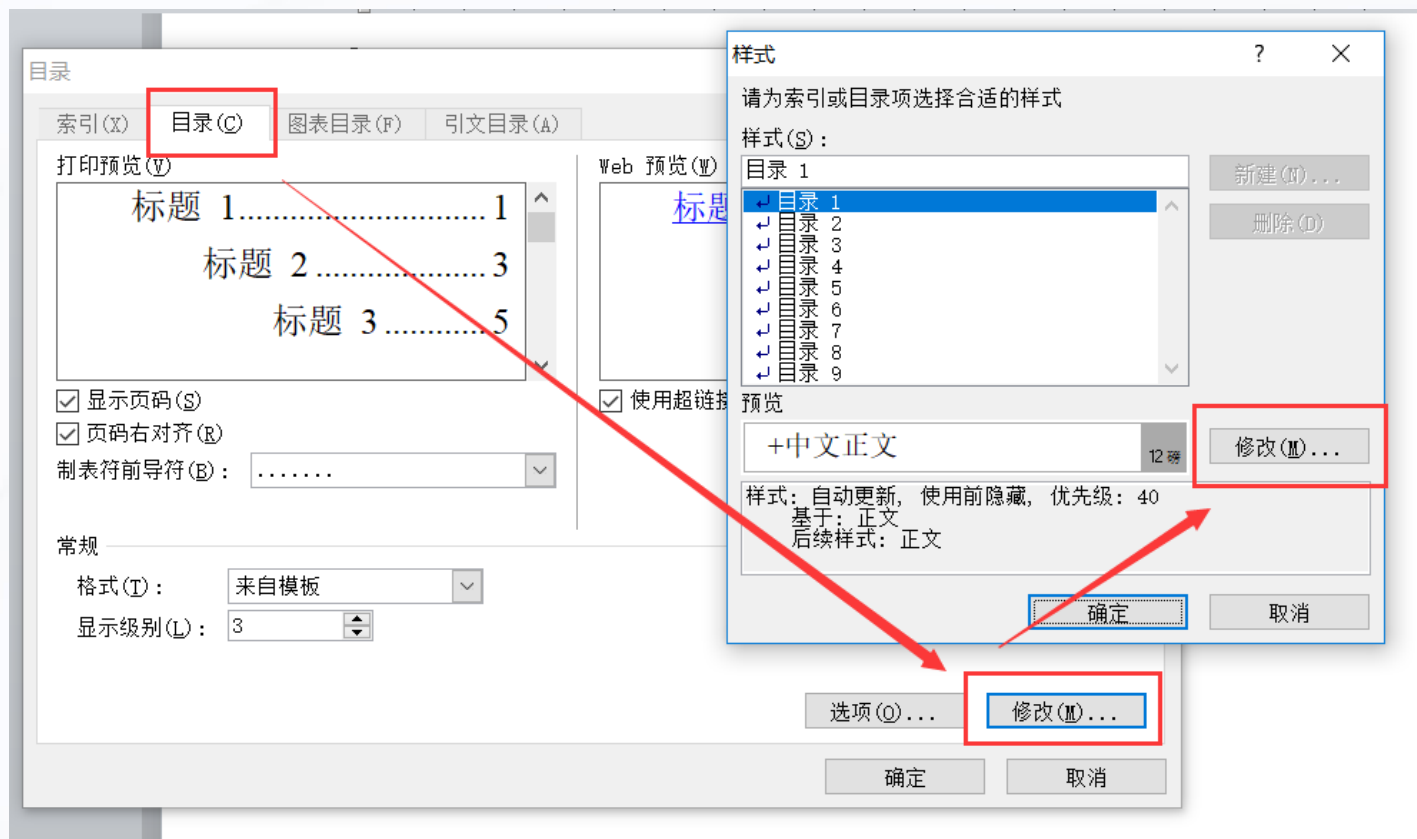 目录
索引(X)
目录(C)
图表目录(F)
引文目录(A)
打印预览(V)
标题 1..........................1
标题 2...................3
标题 3............5
显示页码(S)
页码右对齐(R)
制表符前导符(B): .......
Web 预览(W)
使用超链
常规
格式(T): 来自模板
显示级别(L): 3
选项(O)...
修改(M)...
确定
取消
样式
?
请为索引或目录项选择合适的样式
样式(S):
目录 1
目录 1
目录 2
目录 3
目录 4
目录 5
目录 6
目录 7
目录 8
目录 9
新建(N)...
删除(D)
预览
+中文正文
12 磅
修改(M)...
样式: 自动更新, 使用前隐藏, 优先级: 40
基于: 正文
后续样式: 正文
确定
取消